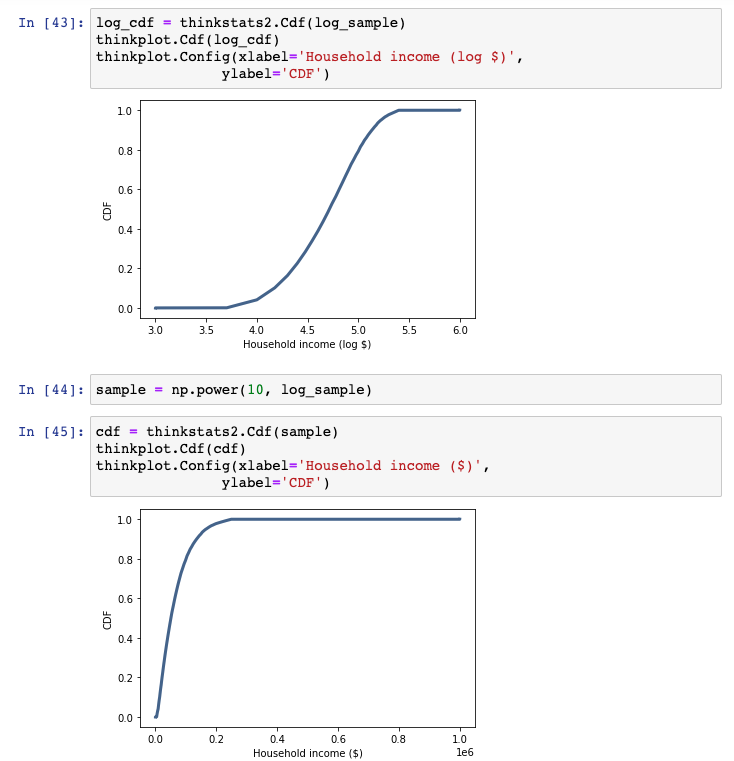 In [43]: log_cdf = thinkstats2.Cdf(log_sample)
thinkplot.Cdf(log_cdf)
thinkplot.Config(xlabel='Household income (log $)',
ylabel='CDF')
1.0
0.8
0.6
0.4
0.2
0.0
CDF
3.0 3.5 4.0 4.5 5.0 5.5 6.0
Household income (log $)
In [44]: sample = np.power(10, log_sample)
In [45]: cdf = thinkstats2.Cdf(sample)
thinkplot.Cdf(cdf)
thinkplot.Config(xlabel='Household income ($)',
ylabel='CDF')
1.0
0.8
0.6
0.4
0.2
0.0
CDF
0.0 0.2 0.4 0.6 0.8 1.0
1e6
Household income ($)